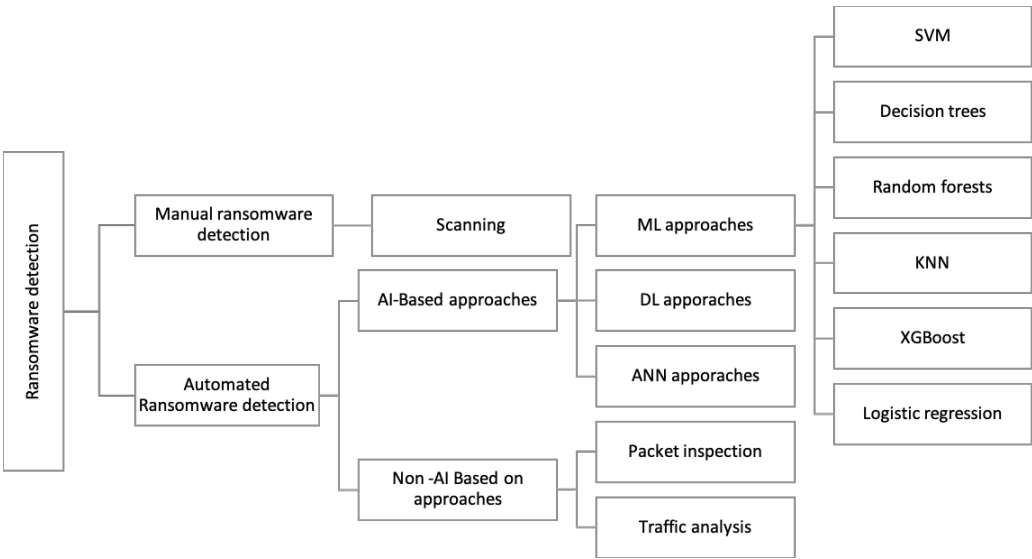 Ransomware detection
Manual ransomware
detection
Scanning
Automated
Ransomware detection
AI-Based approaches
ML approaches
SVM
Decision trees
Random forests
KNN
XGBoost
Logistic regression
DL apporaches
ANN apporaches
Non -AI Based on
approaches
Packet inspection
Traffic analysis